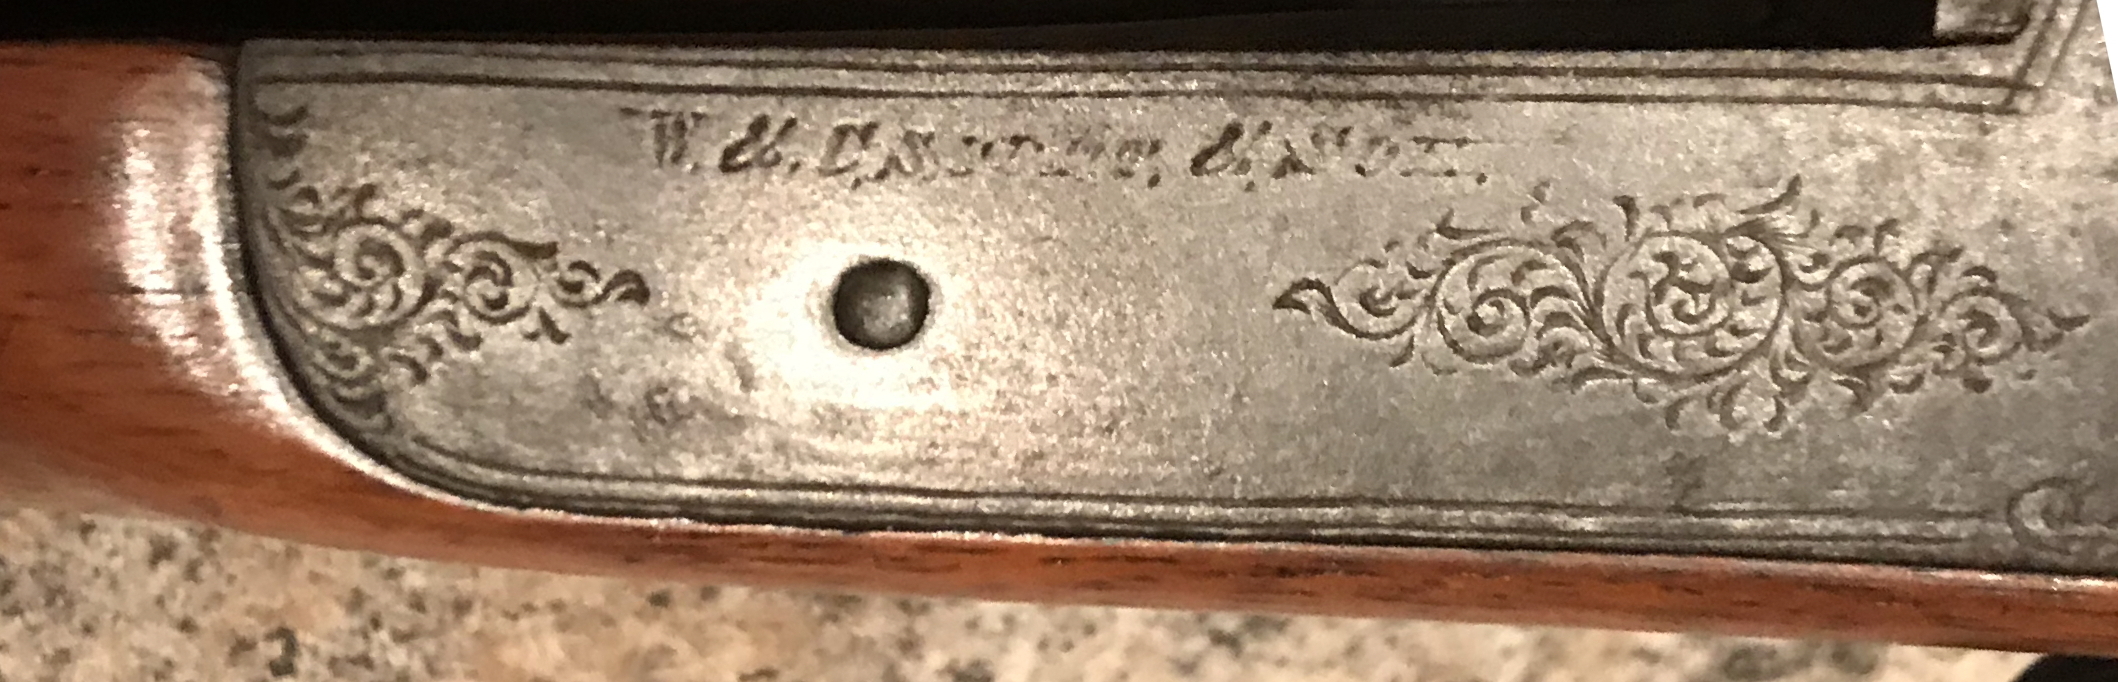 W. & C. Scott, & Son.